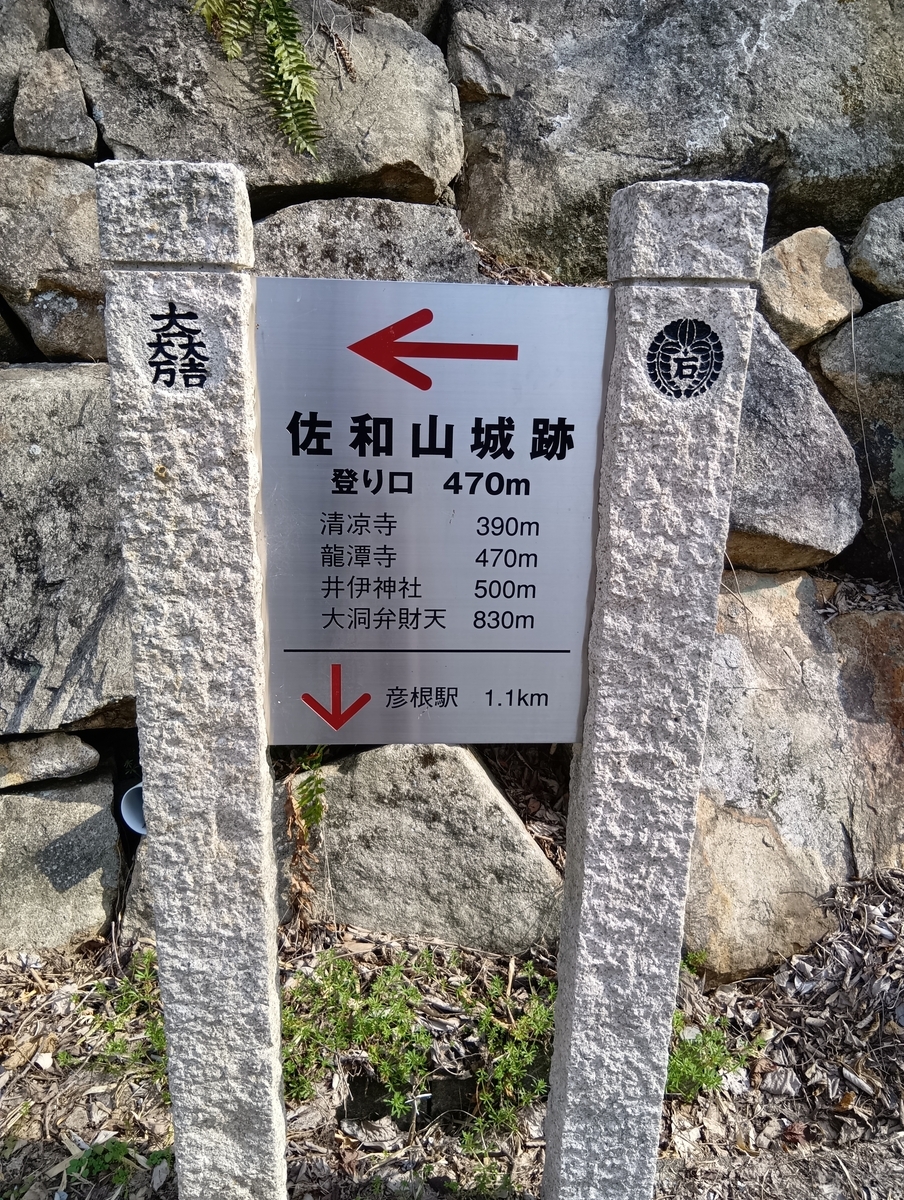 大一大万大吉
石
佐和山城跡
登り口 470m
清凉寺 390m
龍潭寺 470m
井伊神社 500m
大洞弁財天 830m
彦根駅 1.1km